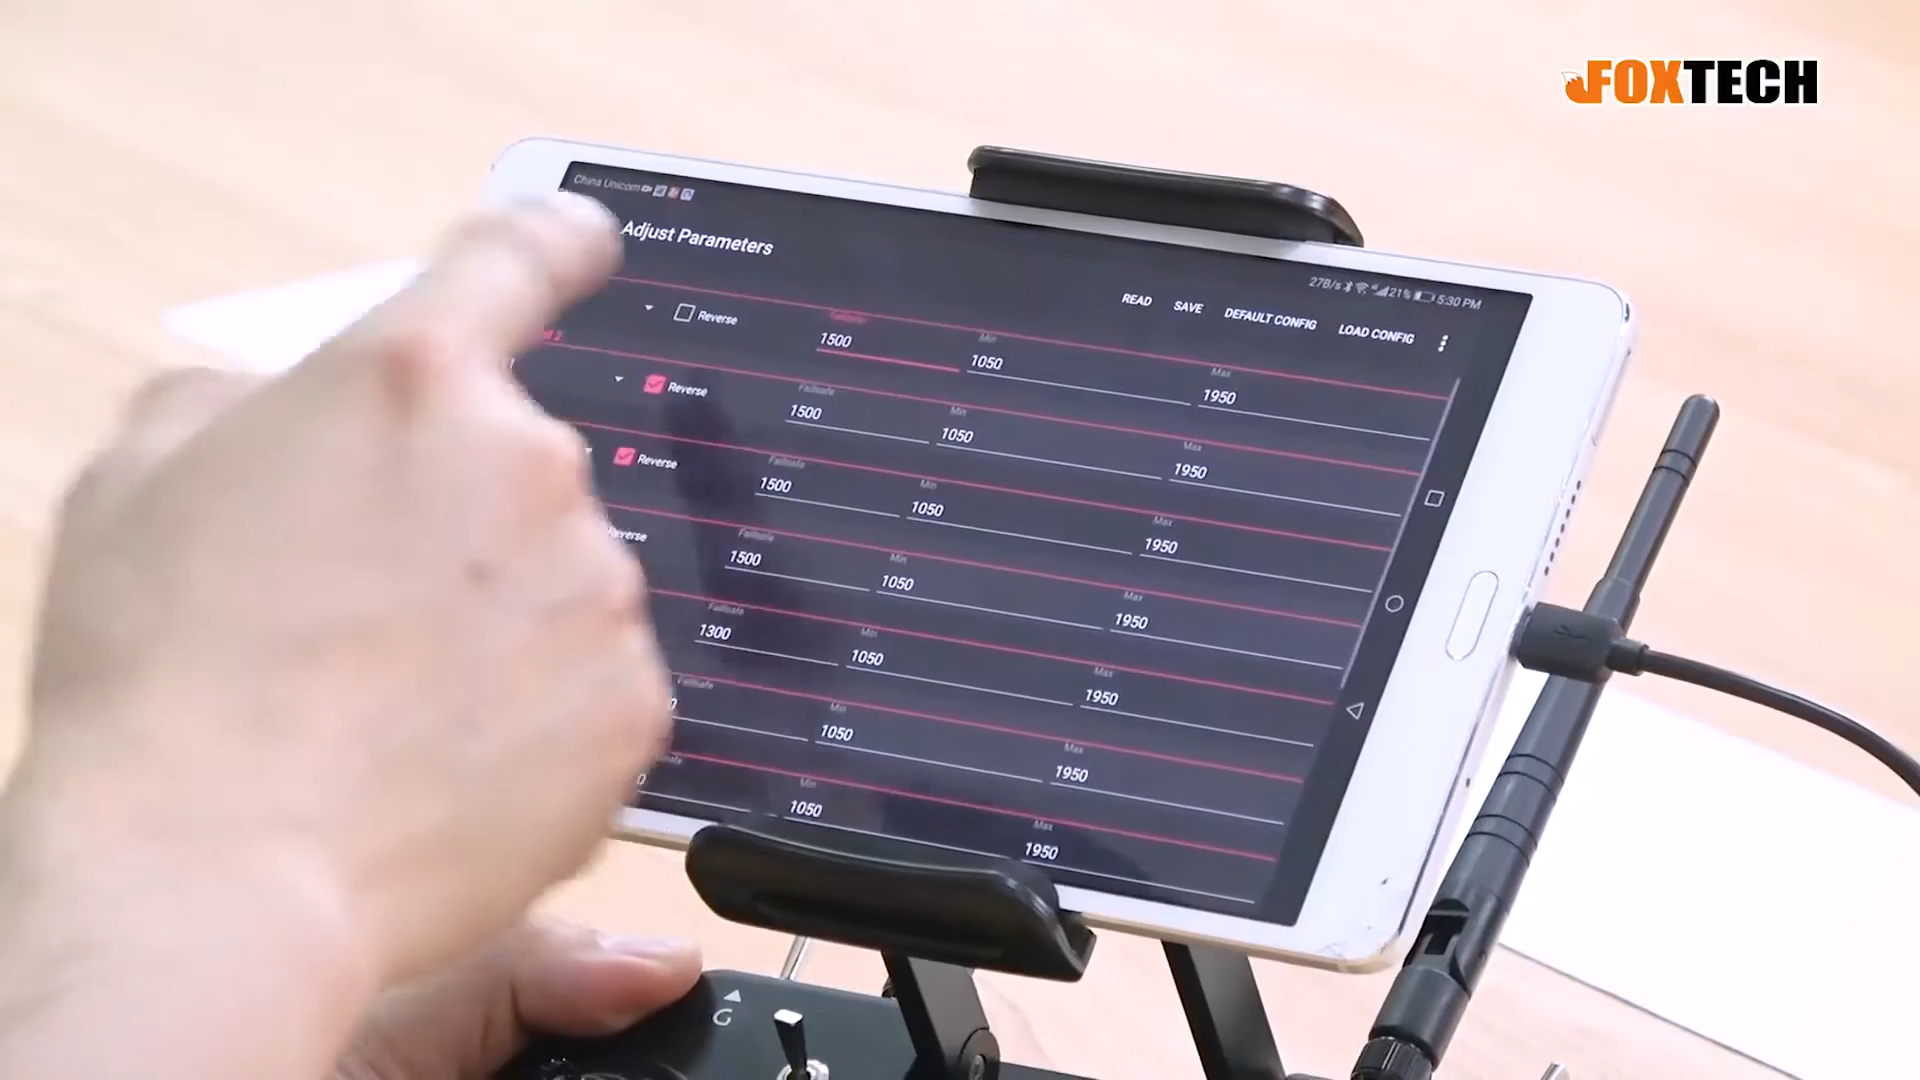 FOXTECH
China Unicom
27B/s 21% 5:30 PM
Adjust Parameters
READ SAVE DEFAULT CONFIG LOAD CONFIG
Reverse
1500
Min
1050
Max
1950
Reverse
Failsafe
1500
Min
1050
Max
1950
Reverse
Failsafe
1500
Min
1050
Max
1950
Reverse
Failsafe
1500
Min
1050
Max
1950
Failsafe
1300
Min
1050
Max
1950
Failsafe
Min
1050
Max
1950
Min
1050
Max
1950
G